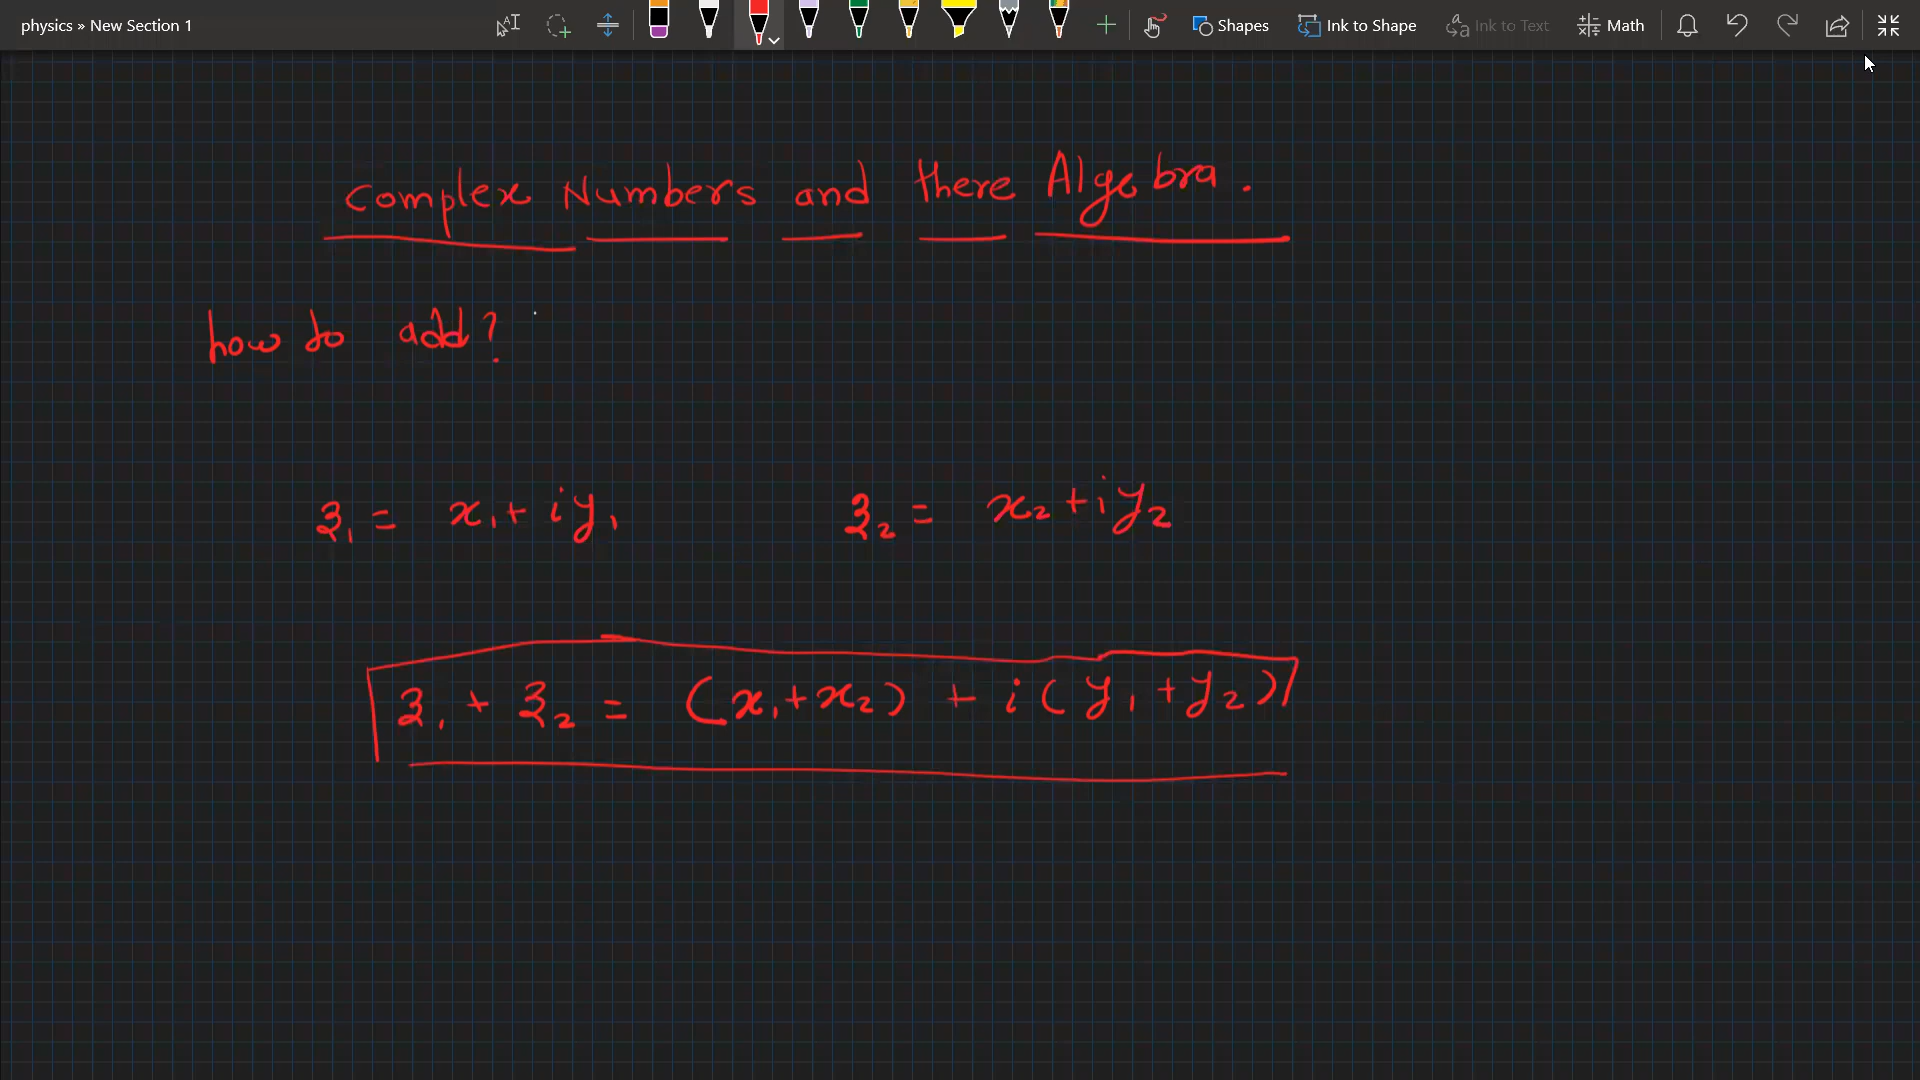 physics » New Section 1 Shapes Ink to Shape Ink to Text Math
Complex Numbers and there Algebra.
how to add?
z₁ = x₁ + iy₁ z₂ = x₂ + iy₂
z₁ + z₂ = (x₁ + x₂) + i(y₁ + y₂)